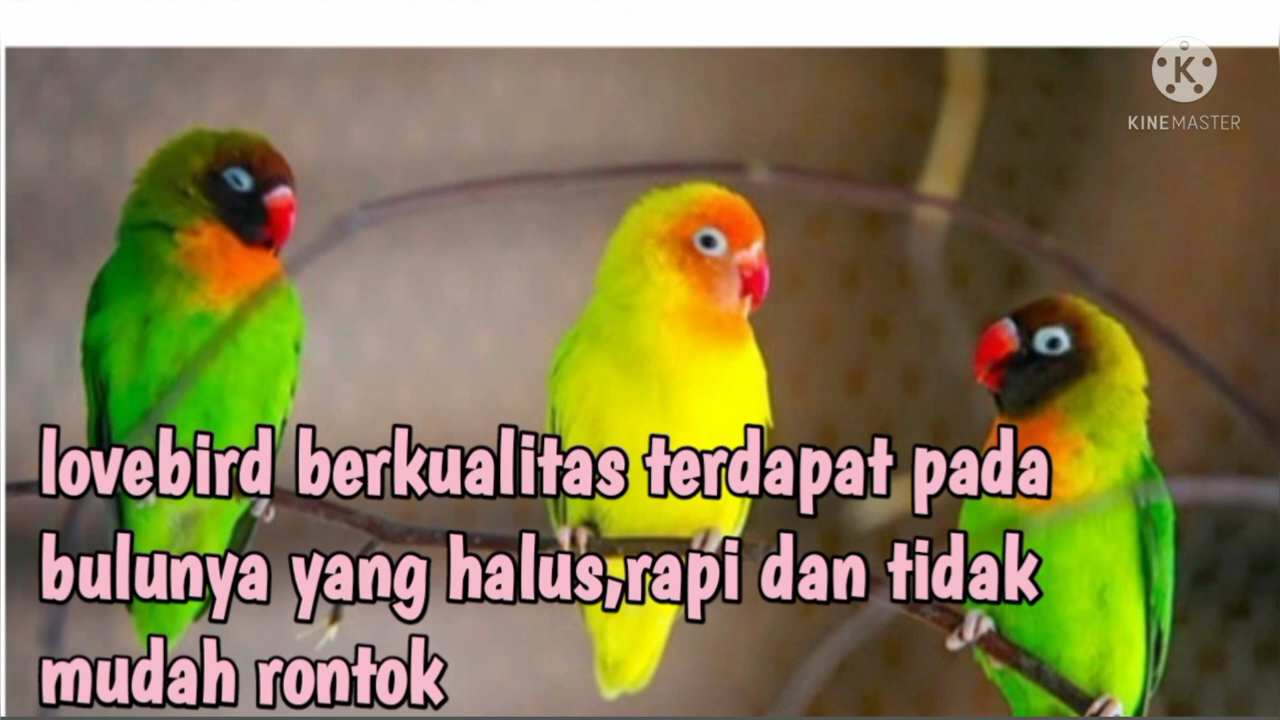 KINEMASTER
lovebird berkualitas terdapat pada
bulunya yang halus,rapi dan tidak
mudah rontok